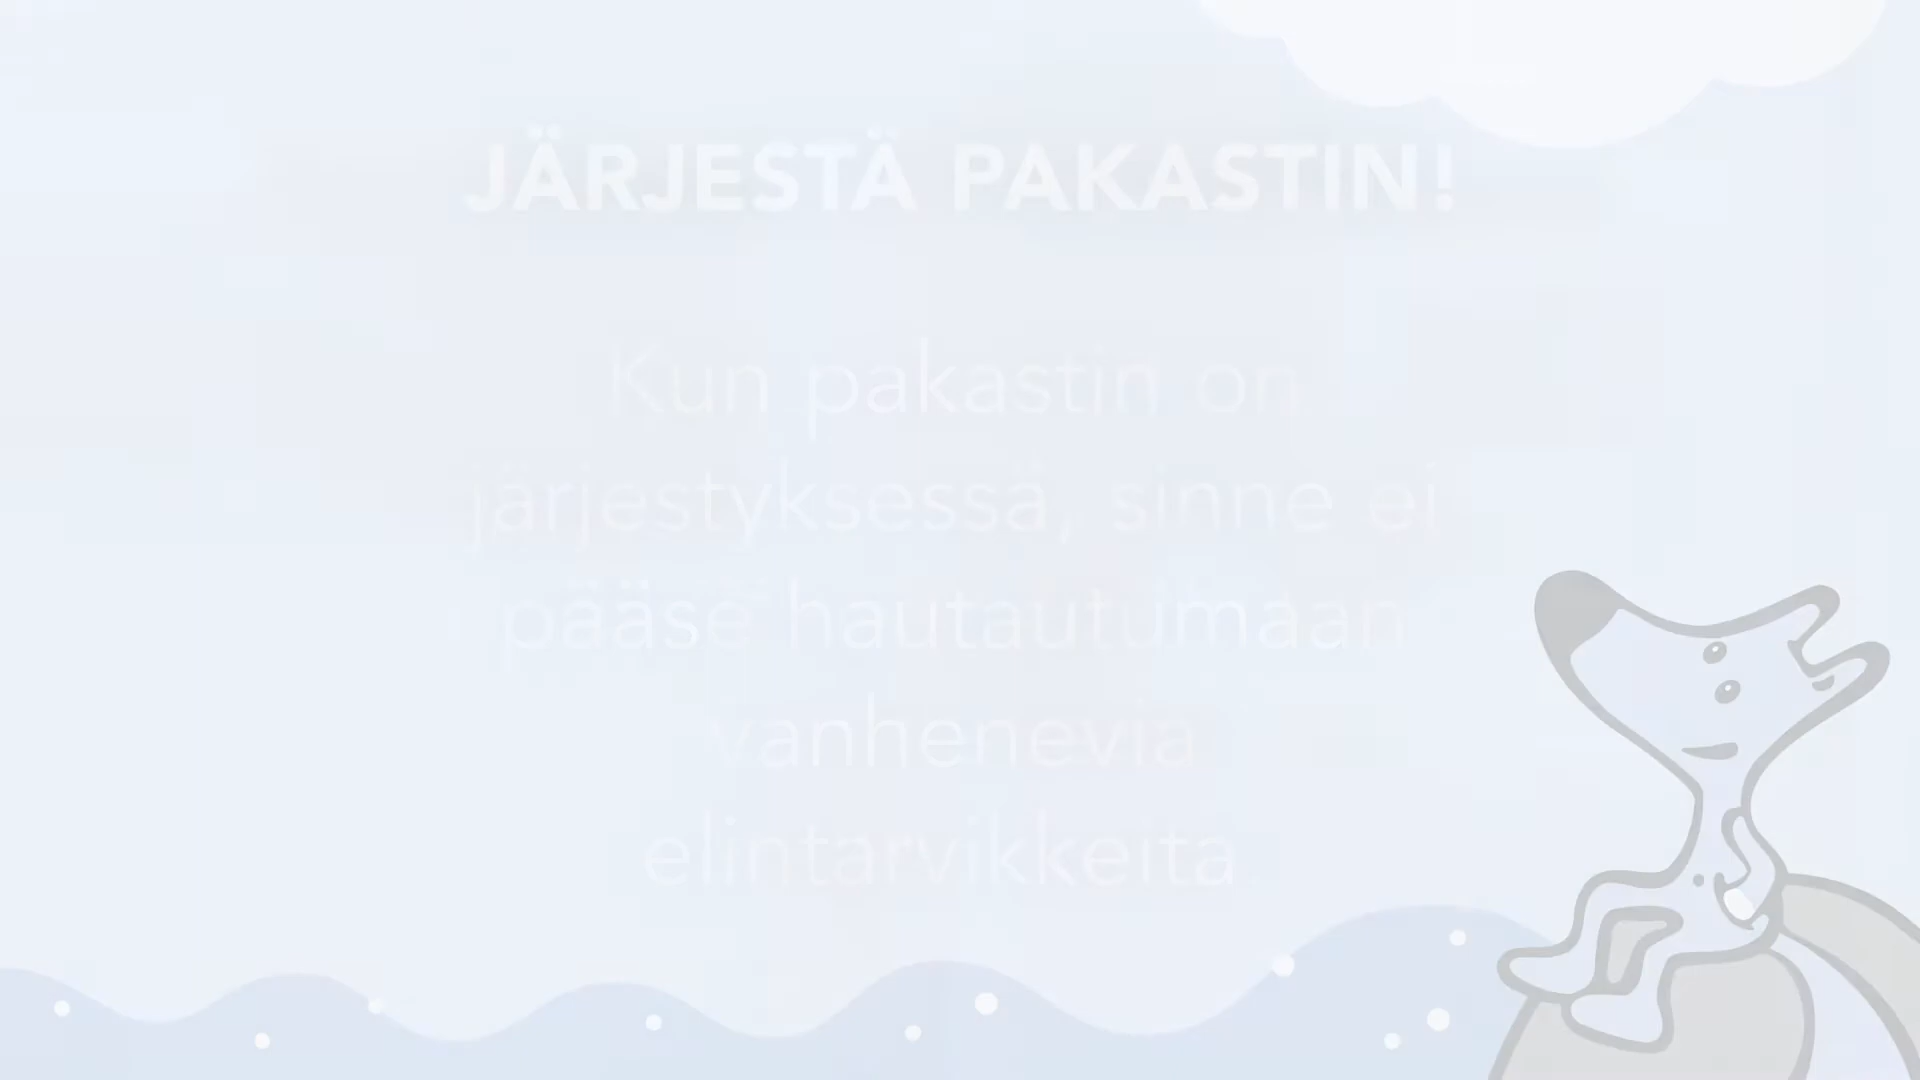 JÄRJESTÄ PAKASTIN!
Kun pakastin on
järjestyksessä, sinne ei
pääse hautautumaan
vanhenevia
elintarvikkeita.